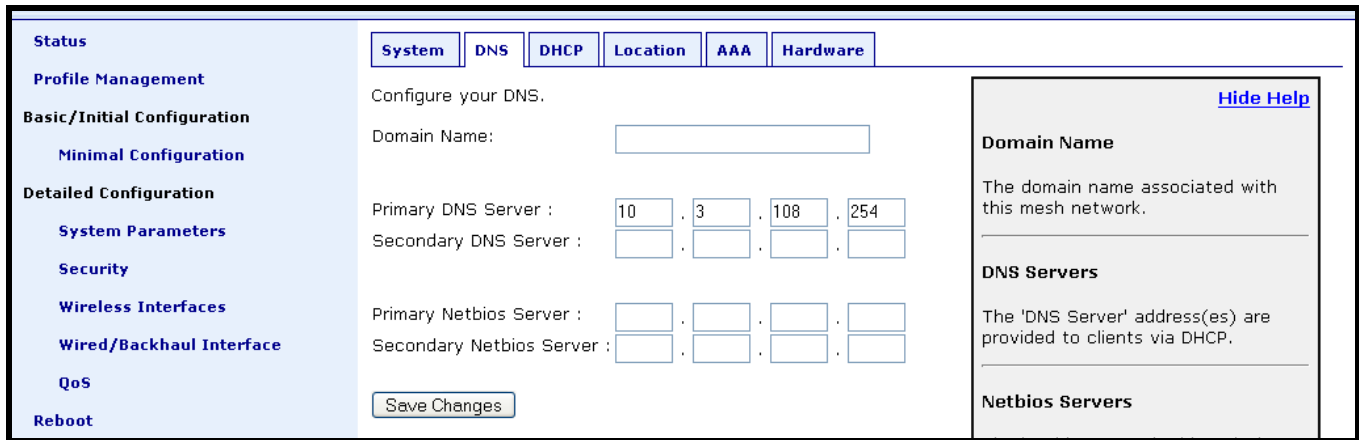 Status
Profile Management
Basic/Initial Configuration
Minimal Configuration
Detailed Configuration
System Parameters
Security
Wireless Interfaces
Wired/Backhaul Interface
QoS
Reboot
System DNS DHCP Location AAA Hardware
Configure your DNS.
Domain Name:
Primary DNS Server : 10 . 3 . 108 . 254
Secondary DNS Server : . . .
Primary Netbios Server : . . .
Secondary Netbios Server : . . .
Save Changes
Hide Help
Domain Name
The domain name associated with
this mesh network.
DNS Servers
The 'DNS Server' address(es) are
provided to clients via DHCP.
Netbios Servers